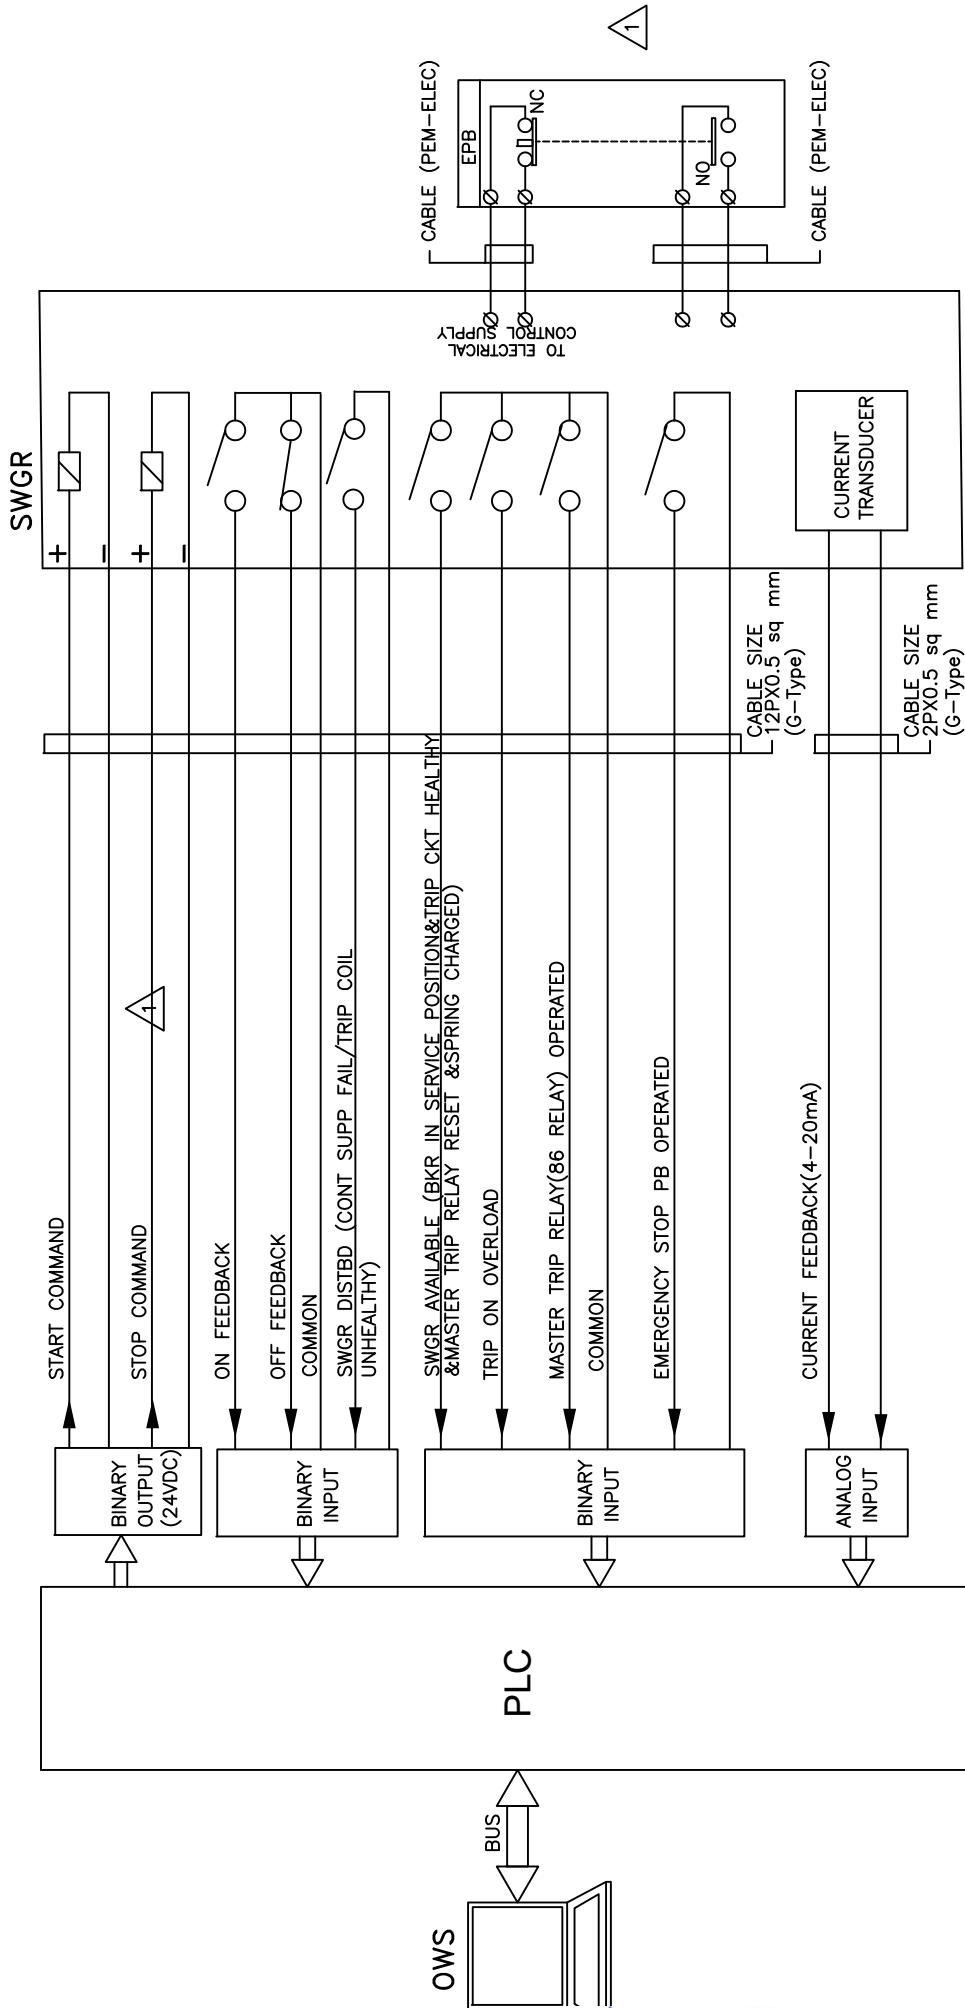 OWS
BUS
PLC
BINARY
OUTPUT
(24VDC)
BINARY
INPUT
BINARY
INPUT
ANALOG
INPUT
START COMMAND
STOP COMMAND
1
ON FEEDBACK
OFF FEEDBACK
COMMON
SWGR DISTBD (CONT SUPP FAIL/TRIP COIL
UNHEALTHY)
SWGR AVAILABLE (BKR IN SERVICE POSITION&TRIP CKT HEALTHY
&MASTER TRIP RELAY RESET &SPRING CHARGED)
TRIP ON OVERLOAD
MASTER TRIP RELAY(86 RELAY) OPERATED
COMMON
EMERGENCY STOP PB OPERATED
CURRENT FEEDBACK(4-20mA)
CABLE SIZE
12PX0.5 sq mm
(G-Type)
CABLE SIZE
2PX0.5 sq mm
(G-Type)
SWGR
+
-
+
-
CURRENT
TRANSDUCER
TO ELECTRICAL
CONTROL SUPPLY
CABLE (PEM-ELEC)
CABLE (PEM-ELEC)
EPB
NC
NO
1